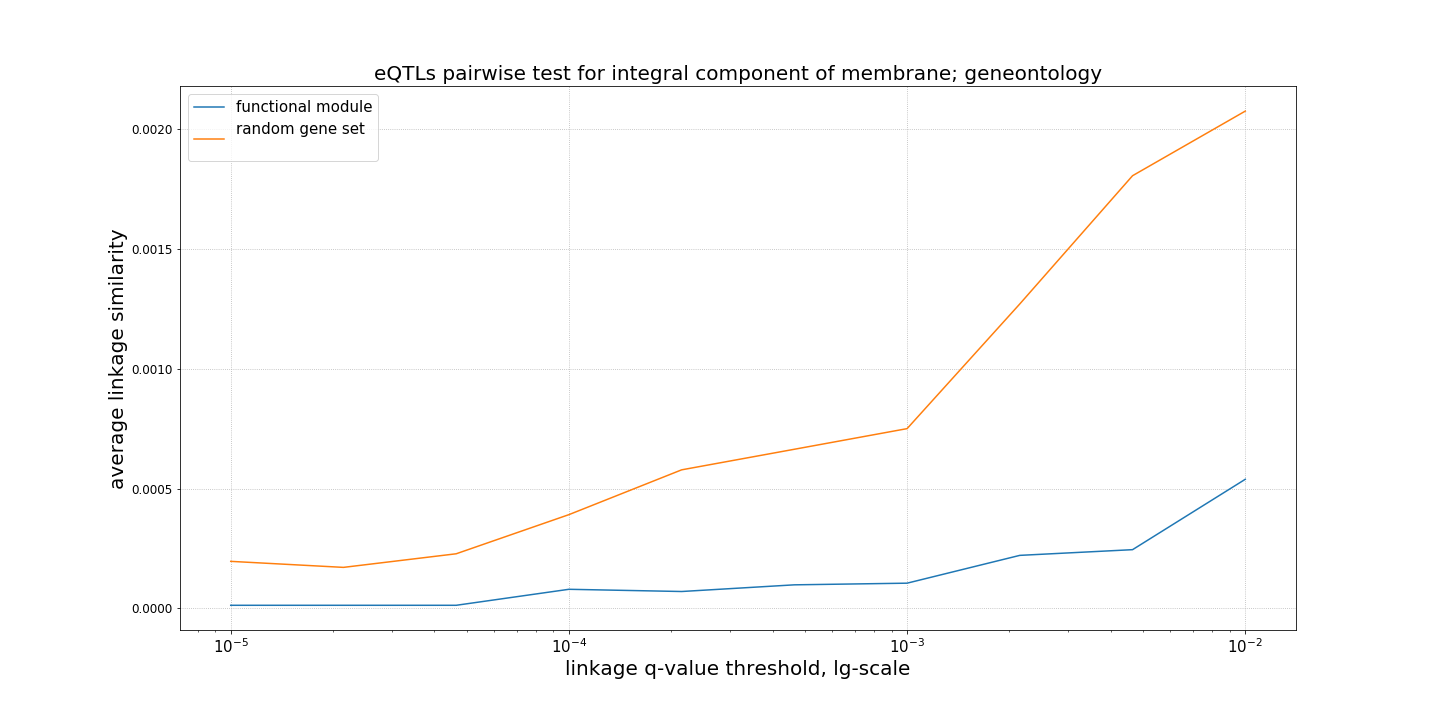 eQTLs pairwise test for integral component of membrane; geneontology
functional module
random gene set
0.0020
0.0015
0.0010
0.0005
0.0000
average linkage similarity
10⁻⁵ 10⁻⁴ 10⁻³ 10⁻²
linkage q-value threshold, lg-scale